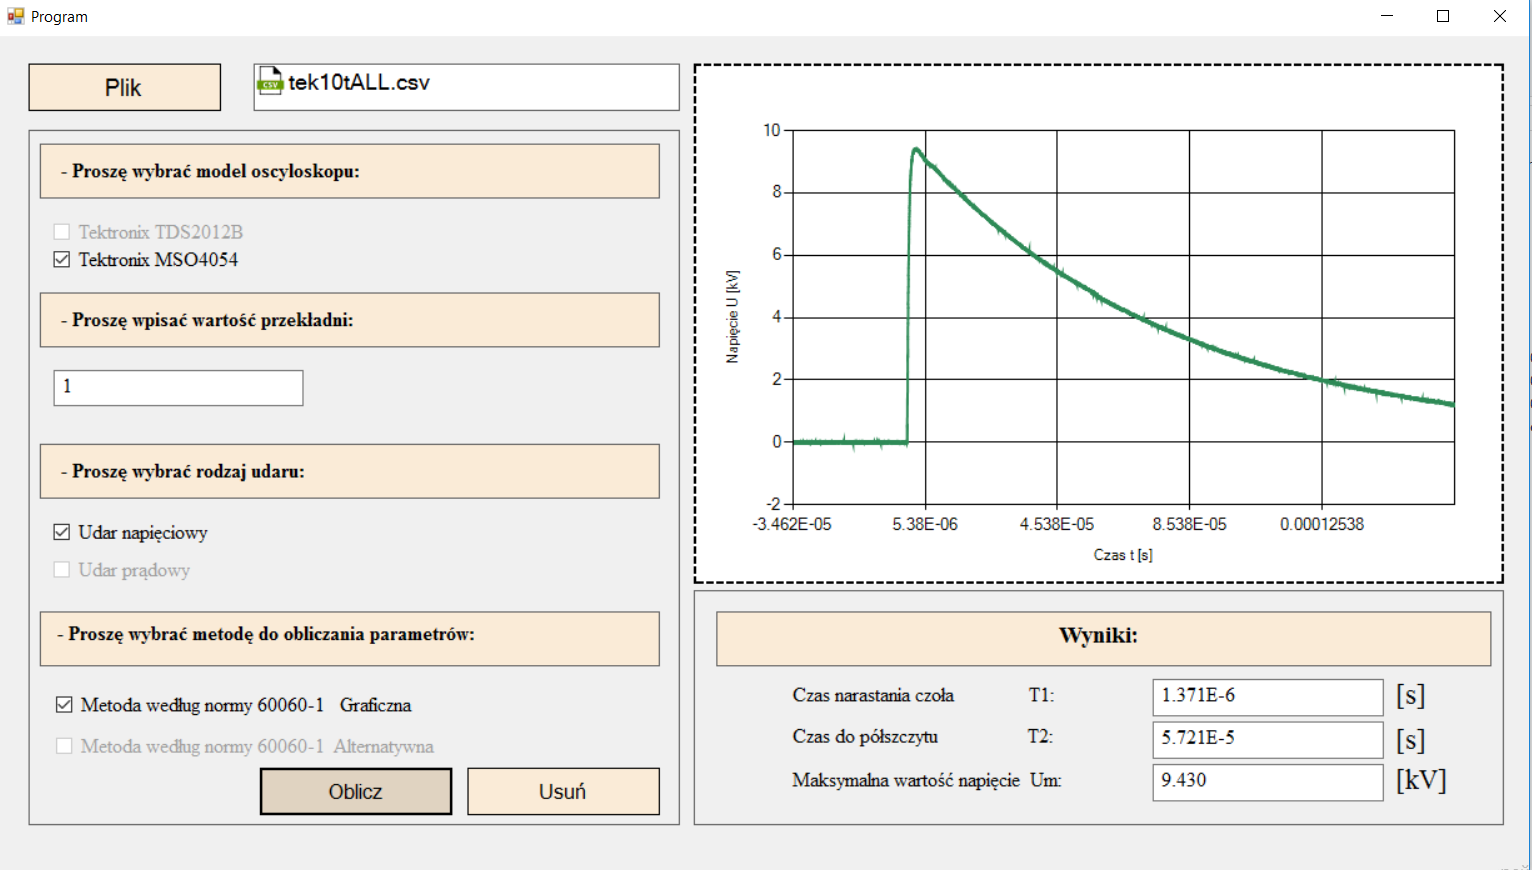 Program
Plik
CSV
tek10tALL.csv
- Proszę wybrać model oscyloskopu:
Tektronix TDS2012B
Tektronix MSO4054
- Proszę wpisać wartość przekładni:
1
- Proszę wybrać rodzaj udaru:
Udar napięciowy
Udar prądowy
- Proszę wybrać metodę do obliczania parametrów:
Metoda według normy 60060-1 Graficzna
Metoda według normy 60060-1 Alternatywna
Oblicz
Usuń
10
8
6
4
2
0
-2
Napięcie U [kV]
-3.462E-05
5.38E-06
4.538E-05
8.538E-05
0.00012538
Czas t [s]
Wyniki:
Czas narastania czoła T1: 1.371E-6 [s]
Czas do półszczytu T2: 5.721E-5 [s]
Maksymalna wartość napięcie Um: 9.430 [kV]